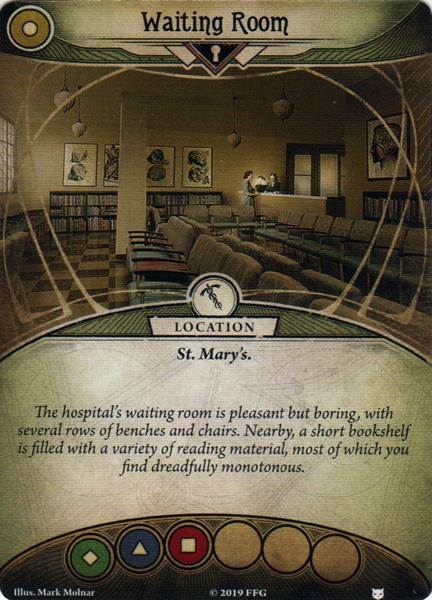 Waiting Room
LOCATION
St. Mary's.
The hospital's waiting room is pleasant but boring, with
several rows of benches and chairs. Nearby, a short bookshelf
is filled with a variety of reading material, most of which you
find dreadfully monotonous.
Illus. Mark Molnar
© 2019 FFG